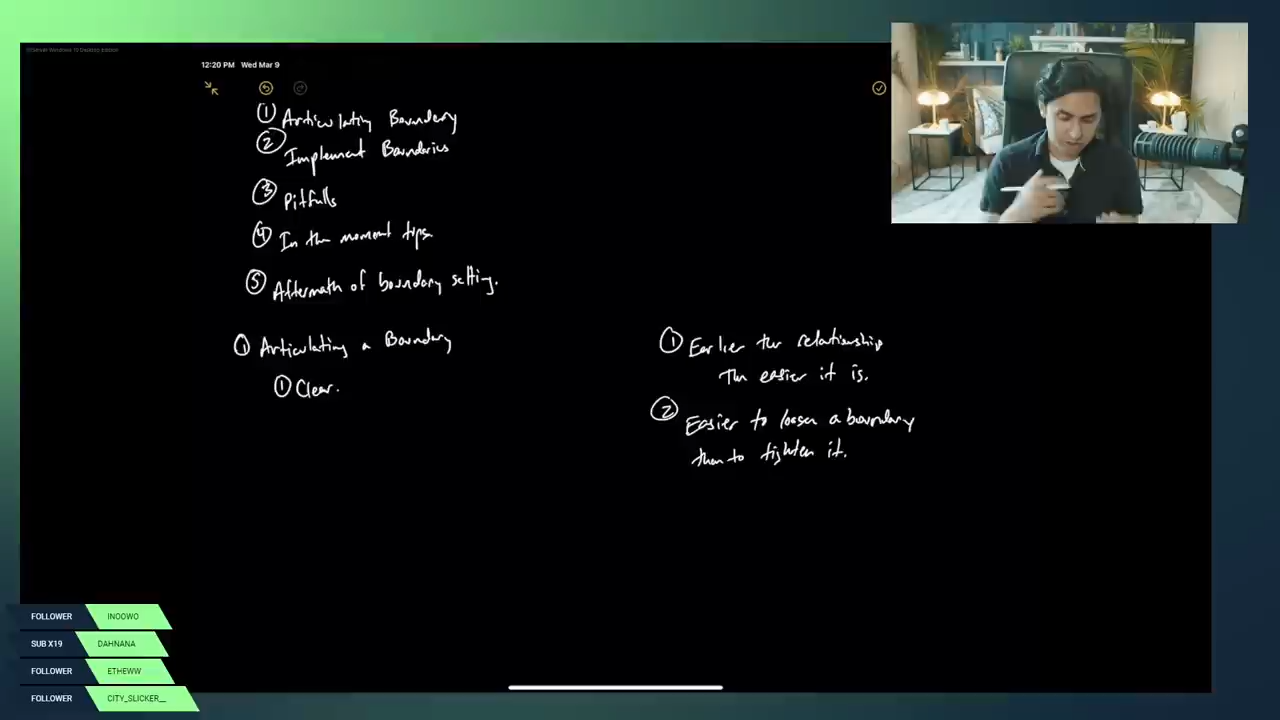 12:20 PM Wed Mar 9
① Articulating Boundary
② Implement Boundaries
③ Pitfalls
④ In the moment tips
⑤ Aftermath of boundary setting.
① Articulating a Boundary
① Clear.
① Earlier the relationship
The easier it is.
② Easier to loosen a boundary
than to tighten it.
FOLLOWER INOOWO
SUB X19 DAHNANA
FOLLOWER ETHEWW
FOLLOWER CITY_SLICKER__